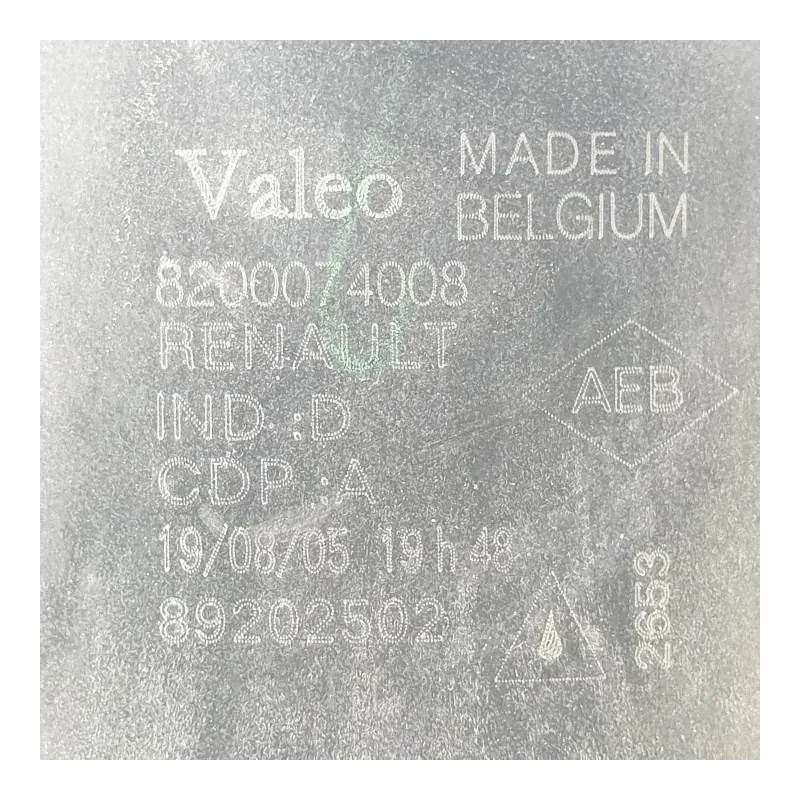 Valeo
MADE IN
BELGIUM
8200074008
RENAULT
AEB
IND :D
CDP :A
19/08/05 19 h 48
89202502
2653